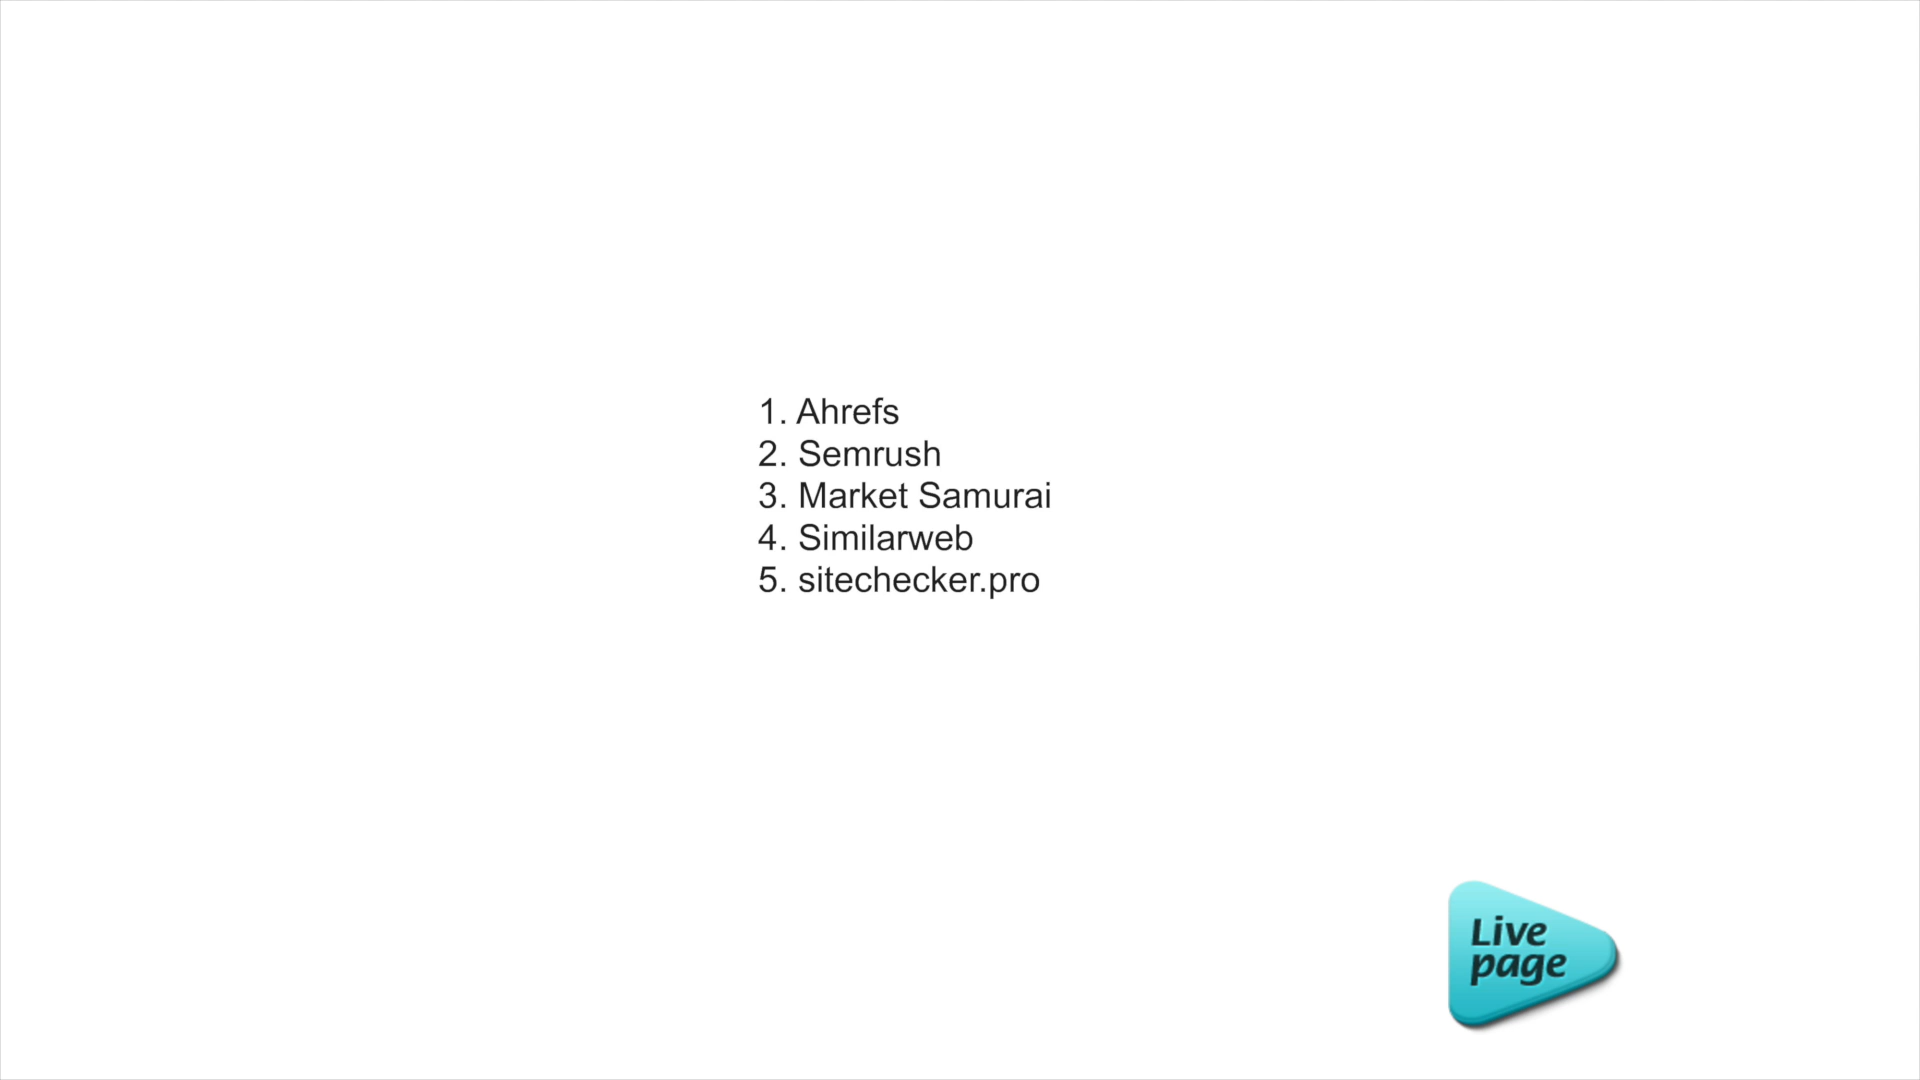 1. Ahrefs
2. Semrush
3. Market Samurai
4. Similarweb
5. sitechecker.pro
Live
page